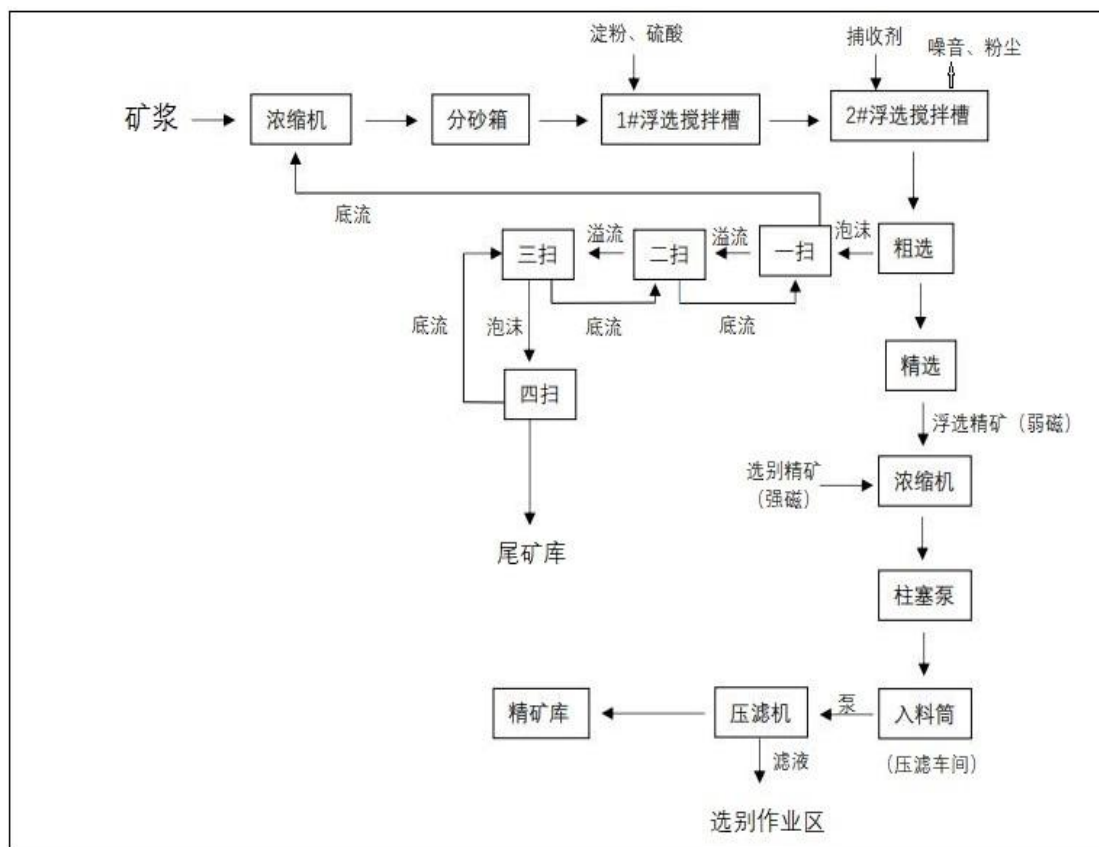 淀粉、硫酸
捕收剂
噪音、粉尘
矿浆
浓缩机
分砂箱
1#浮选搅拌槽
2#浮选搅拌槽
底流
三扫
溢流
二扫
溢流
一扫
泡沫
粗选
底流
泡沫
底流
底流
四扫
精选
浮选精矿（弱磁）
选别精矿
（强磁）
浓缩机
尾矿库
柱塞泵
精矿库
压滤机
泵
入料筒
（压滤车间）
滤液
选别作业区